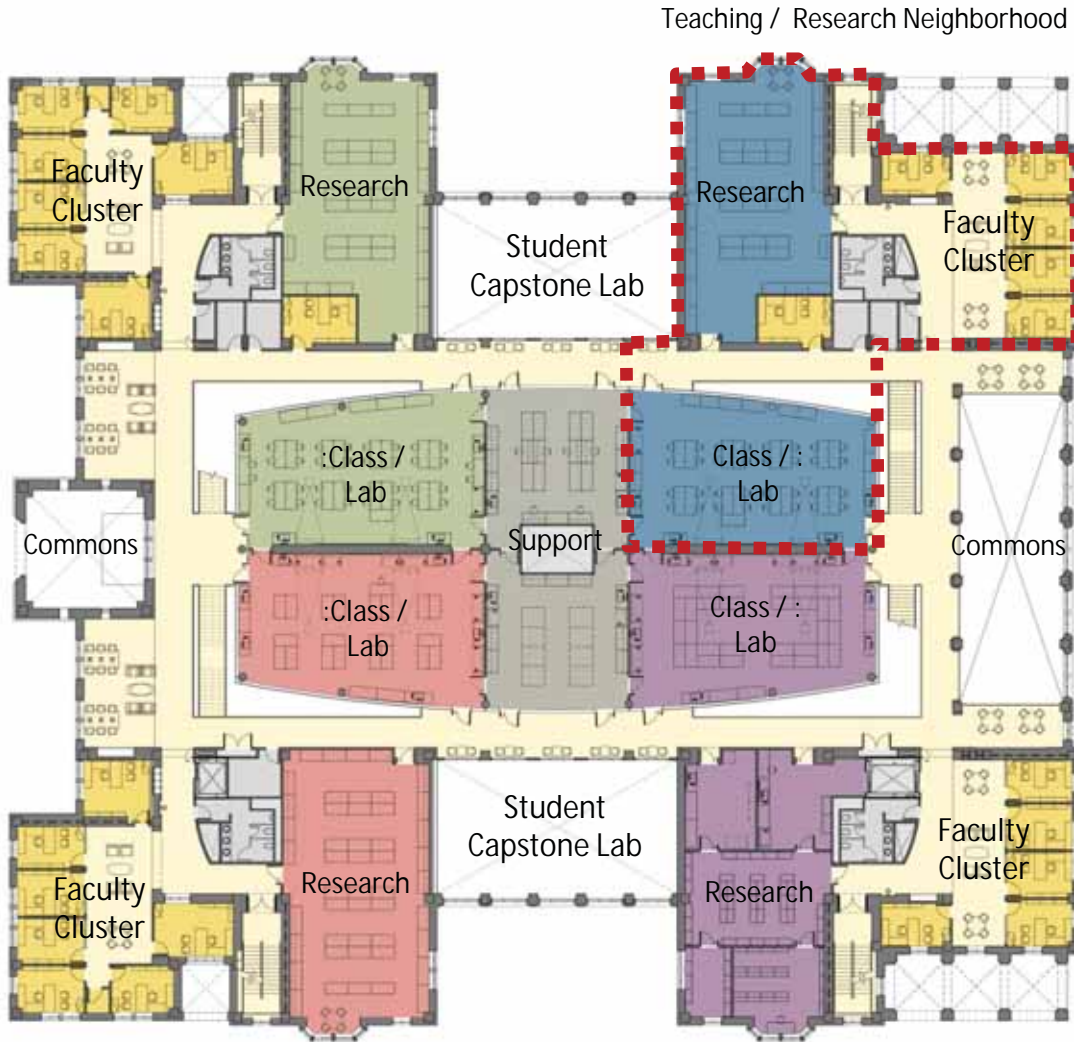 Teaching / Research Neighborhood
Faculty
Cluster
Research
Student
Capstone Lab
Research
Faculty
Cluster
:Class /
Lab
Class / :
Lab
Commons
Support
Commons
:Class /
Lab
Class / :
Lab
Faculty
Cluster
Research
Student
Capstone Lab
Research
Faculty
Cluster